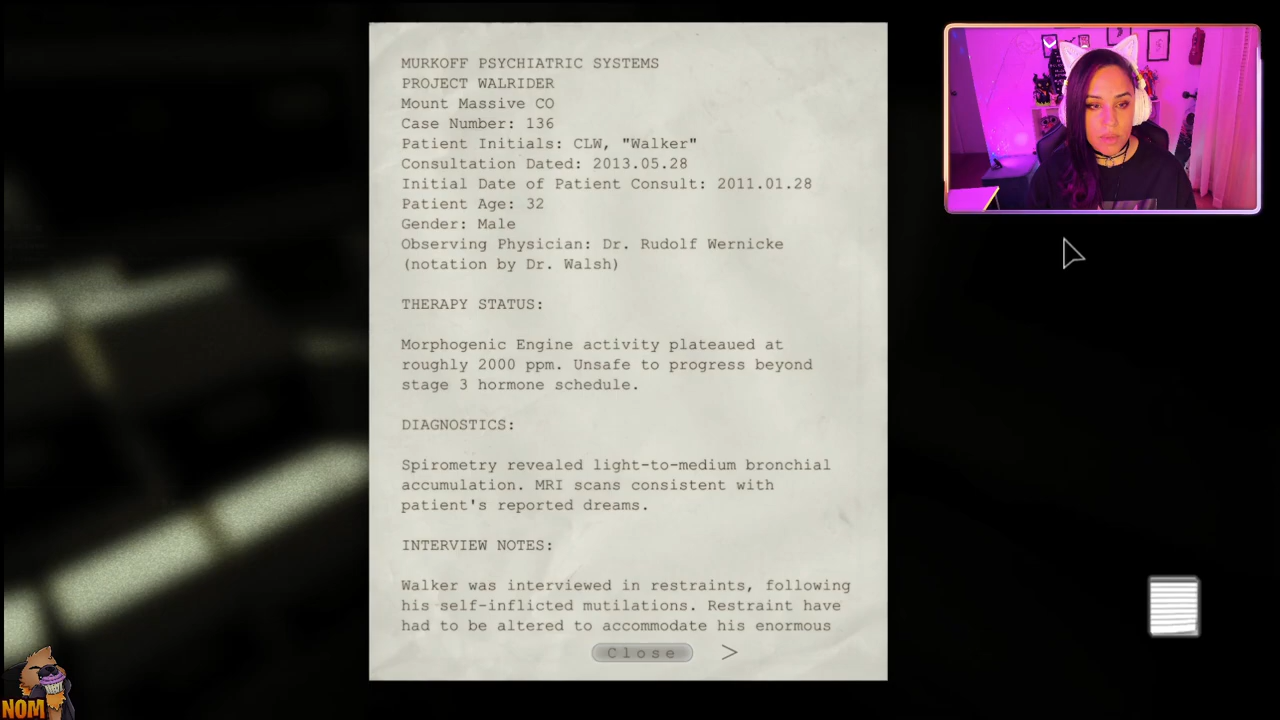 MURKOFF PSYCHIATRIC SYSTEMS
PROJECT WALRIDER
Mount Massive CO
Case Number: 136
Patient Initials: CLW, "Walker"
Consultation Dated: 2013.05.28
Initial Date of Patient Consult: 2011.01.28
Patient Age: 32
Gender: Male
Observing Physician: Dr. Rudolf Wernicke
(notation by Dr. Walsh)
THERAPY STATUS:
Morphogenic Engine activity plateaued at
roughly 2000 ppm. Unsafe to progress beyond
stage 3 hormone schedule.
DIAGNOSTICS:
Spirometry revealed light-to-medium bronchial
accumulation. MRI scans consistent with
patient's reported dreams.
INTERVIEW NOTES:
Walker was interviewed in restraints, following
his self-inflicted mutilations. Restraint have
had to be altered to accommodate his enormous
Close >
NOM